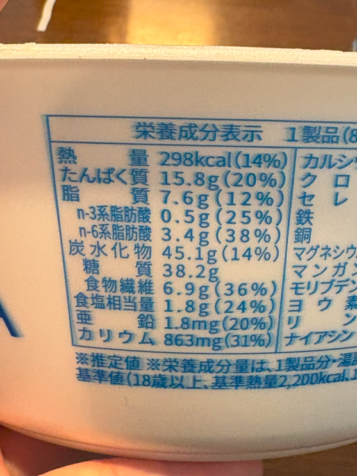 栄養成分表示 1製品(8
熱量 298kcal(14%) カルシ
たんぱく質 15.8g(20%) クロ
脂質 7.6g(12%) セレ
n-3系脂肪酸 0.5g(25%) 鉄
n-6系脂肪酸 3.4g(38%) 銅
炭水化物 45.1g(14%) マグネシウ
糖質 38.2g マンガ
食物繊維 6.9g(36%) モリブデン
食塩相当量 1.8g(24%) ヨウ素
亜鉛 1.8mg(20%) リン
カリウム 863mg(31%) ナイアシン
※推定値 ※栄養成分量は、1製品分・湯
基準値(18歳以上、基準熱量2,200kcal、1
A